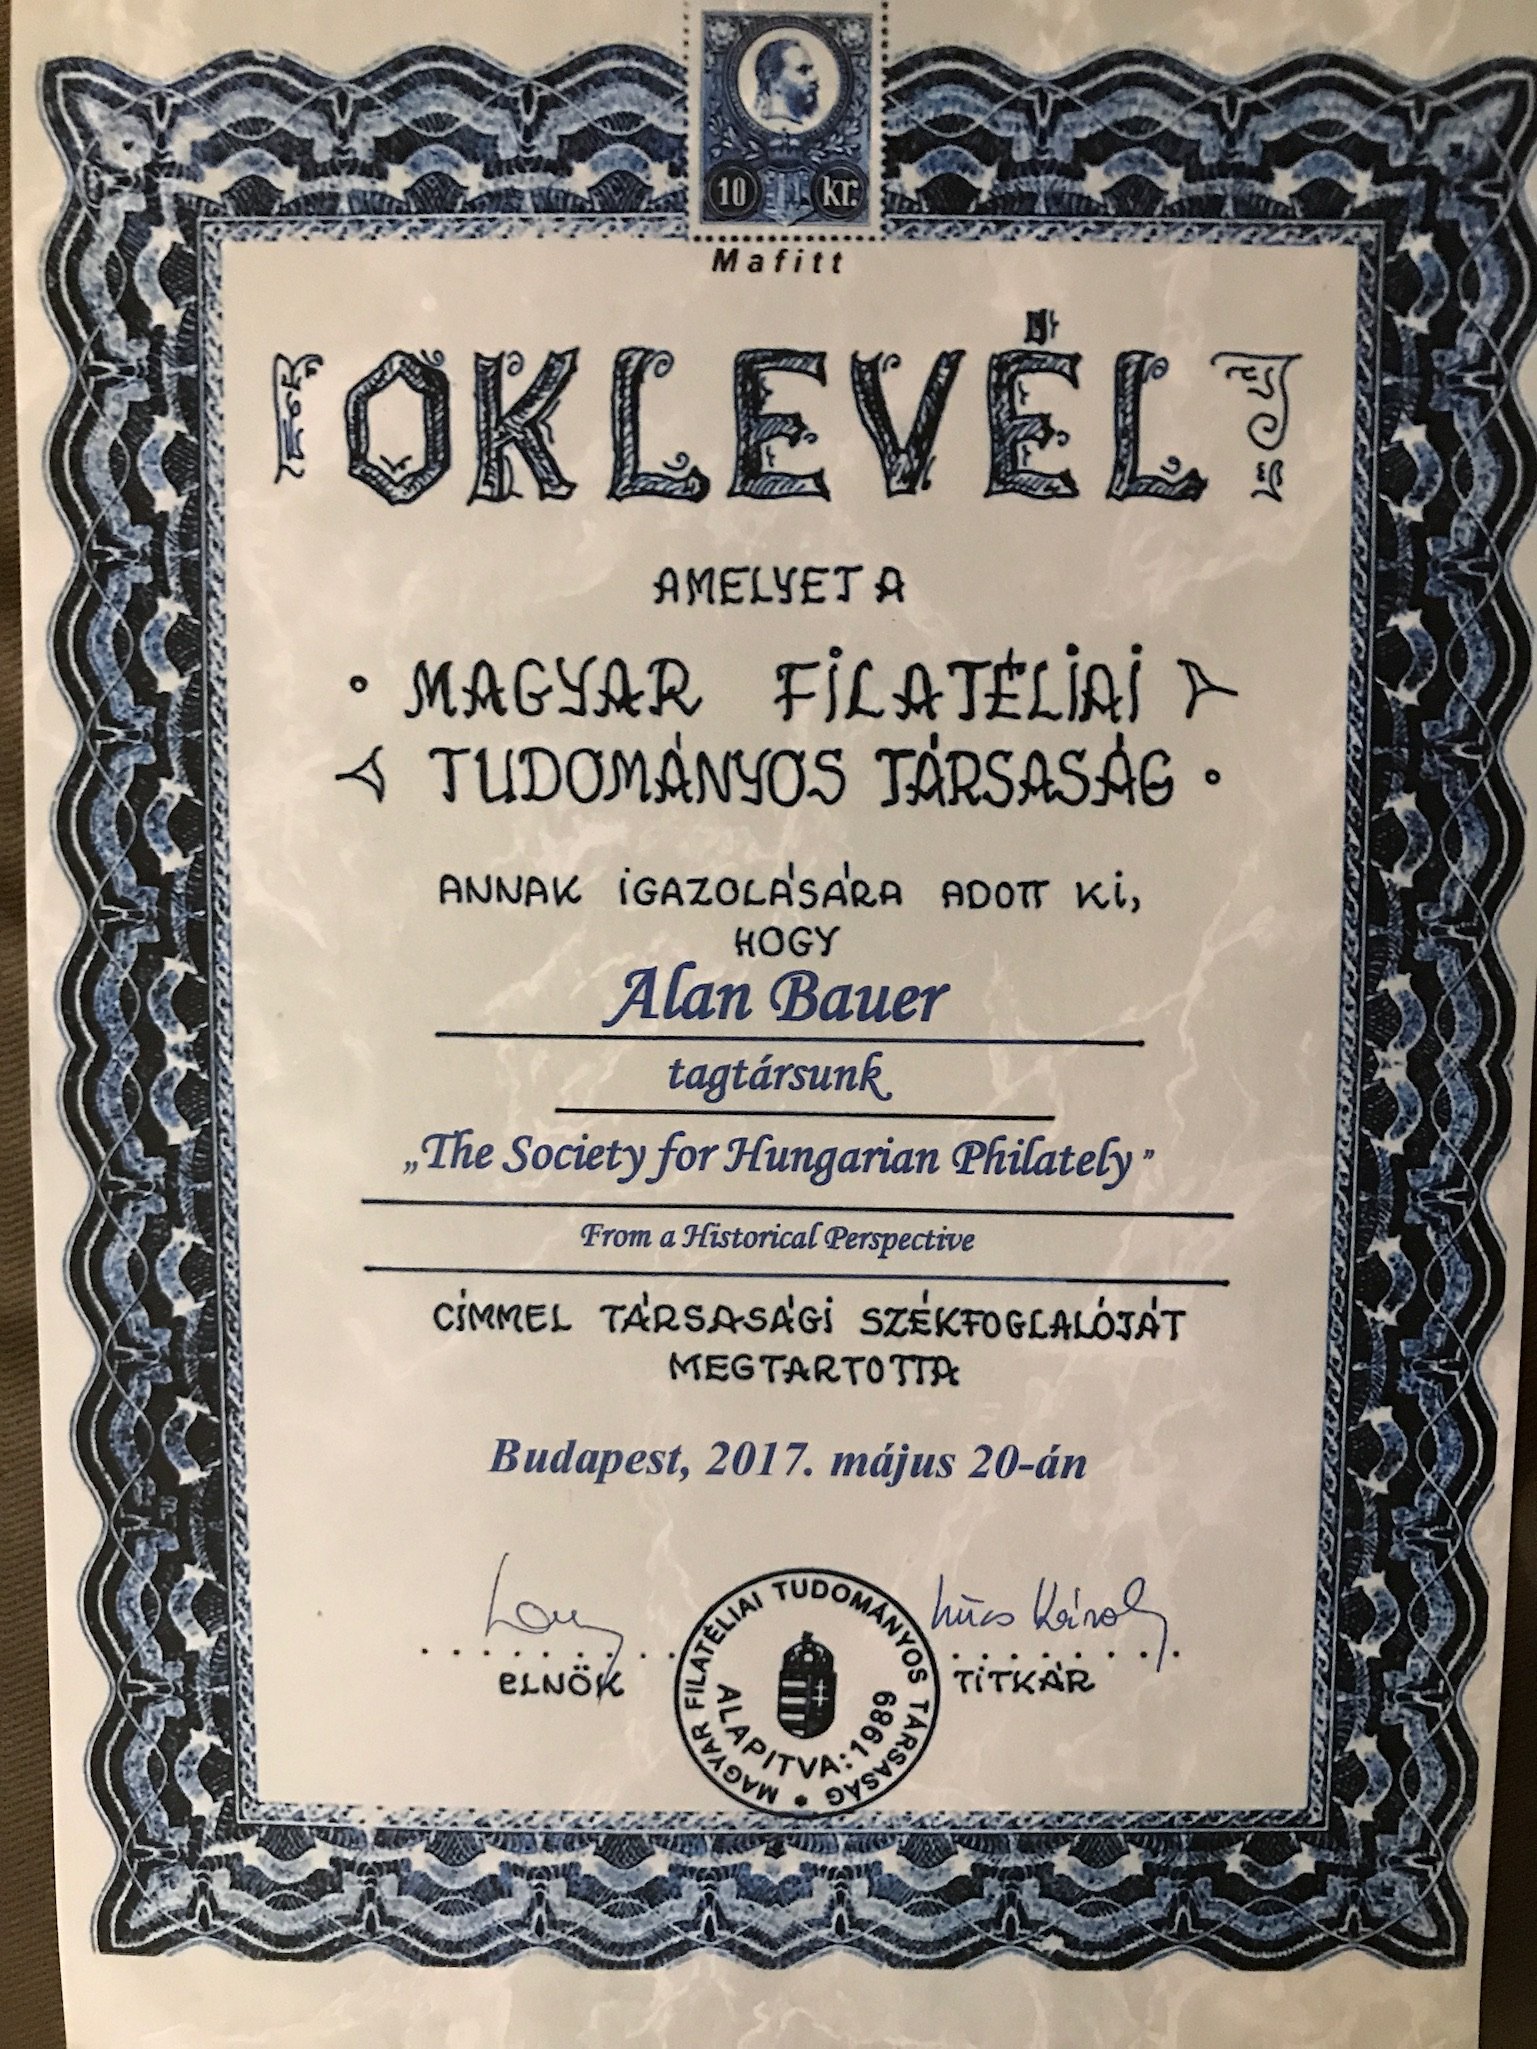 10 kr.
Mafitt
OKLEVÉL
AMELYET A
MAGYAR FILATÉLIAI
TUDOMÁNYOS TÁRSASÁG
ANNAK IGAZOLÁSÁRA ADOTT KI,
HOGY
Alan Bauer
tagtársunk
„The Society for Hungarian Philately”
From a Historical Perspective
CÍMMEL TÁRSASÁGI SZÉKFOGLALÓJÁT
MEGTARTOTTA
Budapest, 2017. május 20-án
Károly
ELNÖK
TITKÁR
MAGYAR FILATÉLIAI TUDOMÁNYOS TÁRSASÁG
ALAPITVA: 1989